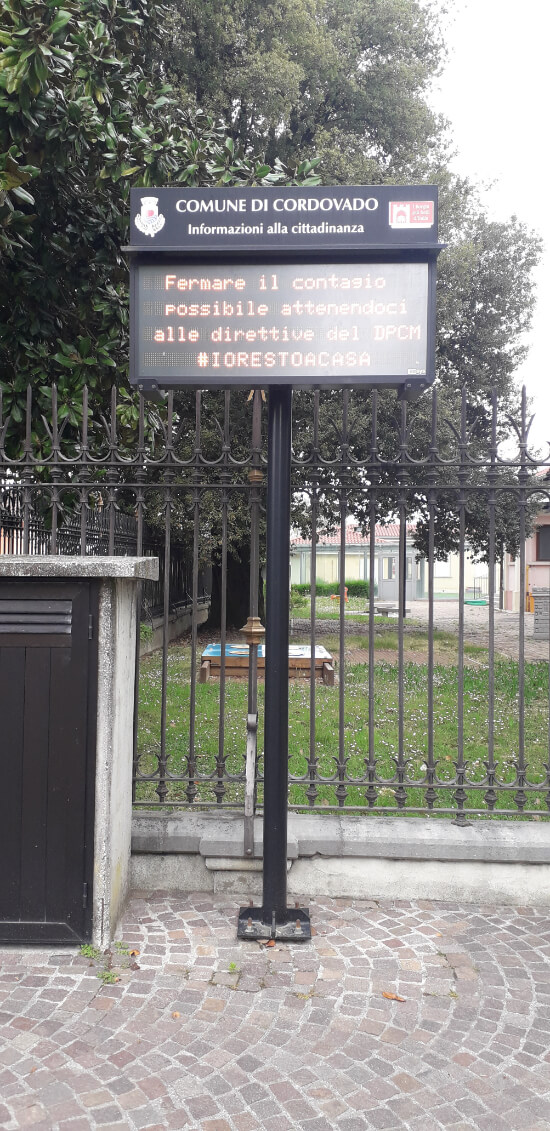 COMUNE DI CORDOVADO
Informazioni alla cittadinanza
Fermare il contagio
possibile attenendoci
alle direttive del DPCM
#IORESTOACASA